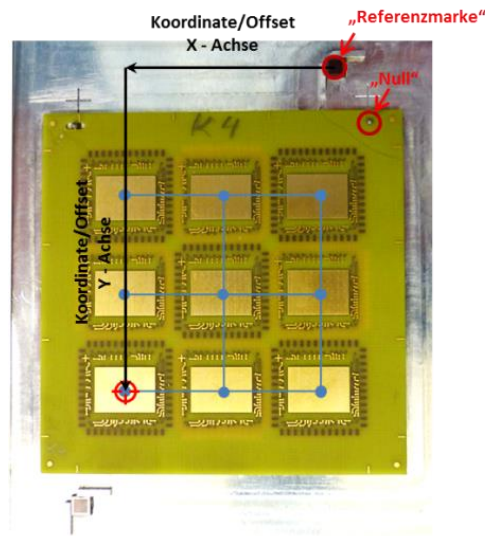 Koordinate/Offset
X - Achse
„Referenzmarke“
„Null“
K4
Koordinate/Offset
Y - Achse